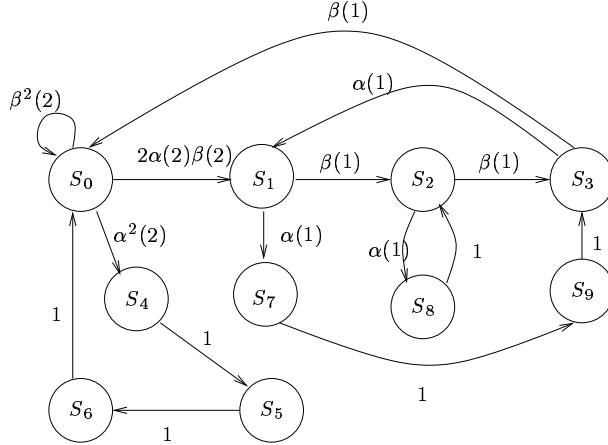 β(1)
α(1)
β²(2)
2α(2)β(2)
β(1)
β(1)
S₀
S₁
S₂
S₃
α²(2)
α(1)
α(1)
1
1
S₄
S₇
S₈
S₉
1
1
S₆
S₅
1
1